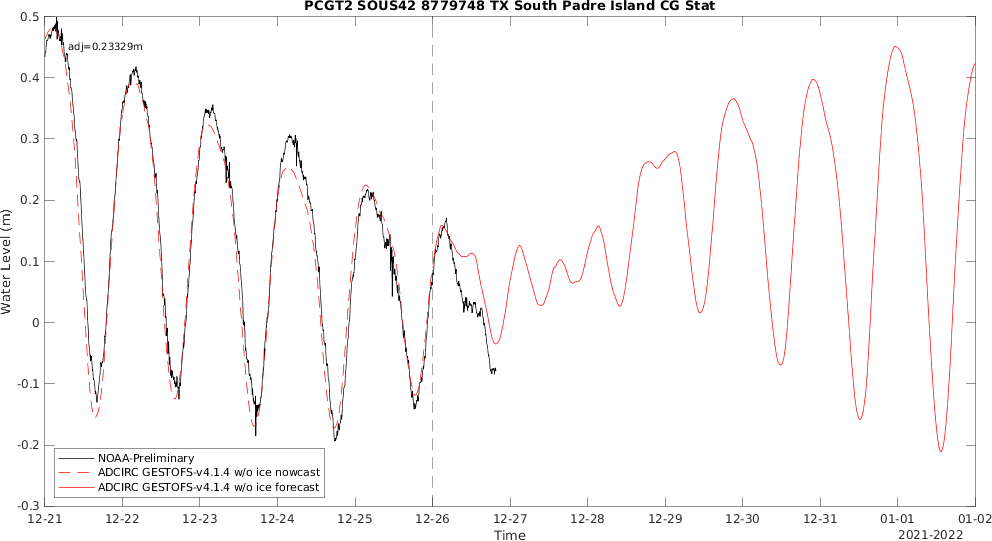 PCGT2 SOUS42 8779748 TX South Padre Island CG Stat
adj=0.23329m
Water Level (m)
0.5
0.4
0.3
0.2
0.1
0
-0.1
-0.2
-0.3
NOAA-Preliminary
ADCIRC GESTOFS-v4.1.4 w/o ice nowcast
ADCIRC GESTOFS-v4.1.4 w/o ice forecast
12-21 12-22 12-23 12-24 12-25 12-26 12-27 12-28 12-29 12-30 12-31 01-01 01-02
Time
2021-2022